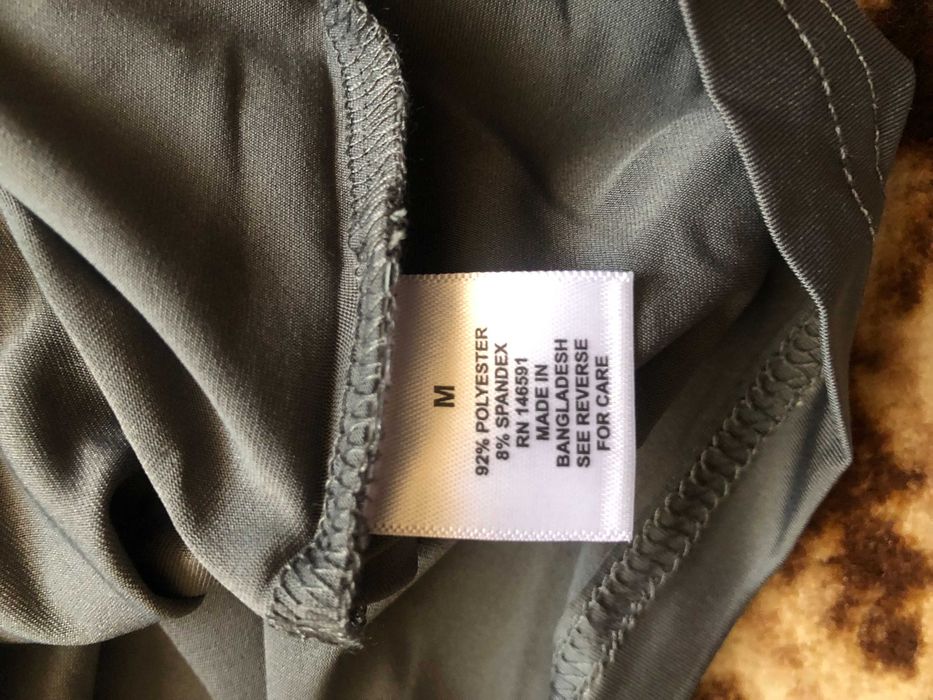 M
92% POLYESTER
8% SPANDEX
RN 146591
MADE IN
BANGLADESH
SEE REVERSE
FOR CARE